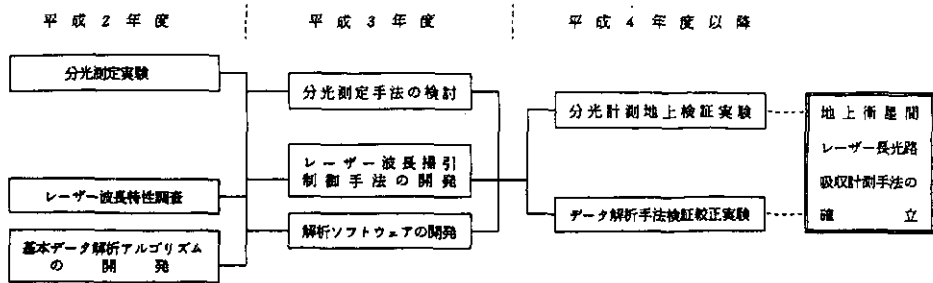 平成2年度
平成3年度
平成4年度以降
分光測定実験
レーザー波長特性調査
基本データ解析アルゴリズム
の開発
分光測定手法の検討
レーザー波長掃引
制御手法の開発
解析ソフトウェアの開発
分光計測地上検証実験
データ解析手法検証較正実験
地上衛星間
レーザー長光路
吸収計測手法の
確立